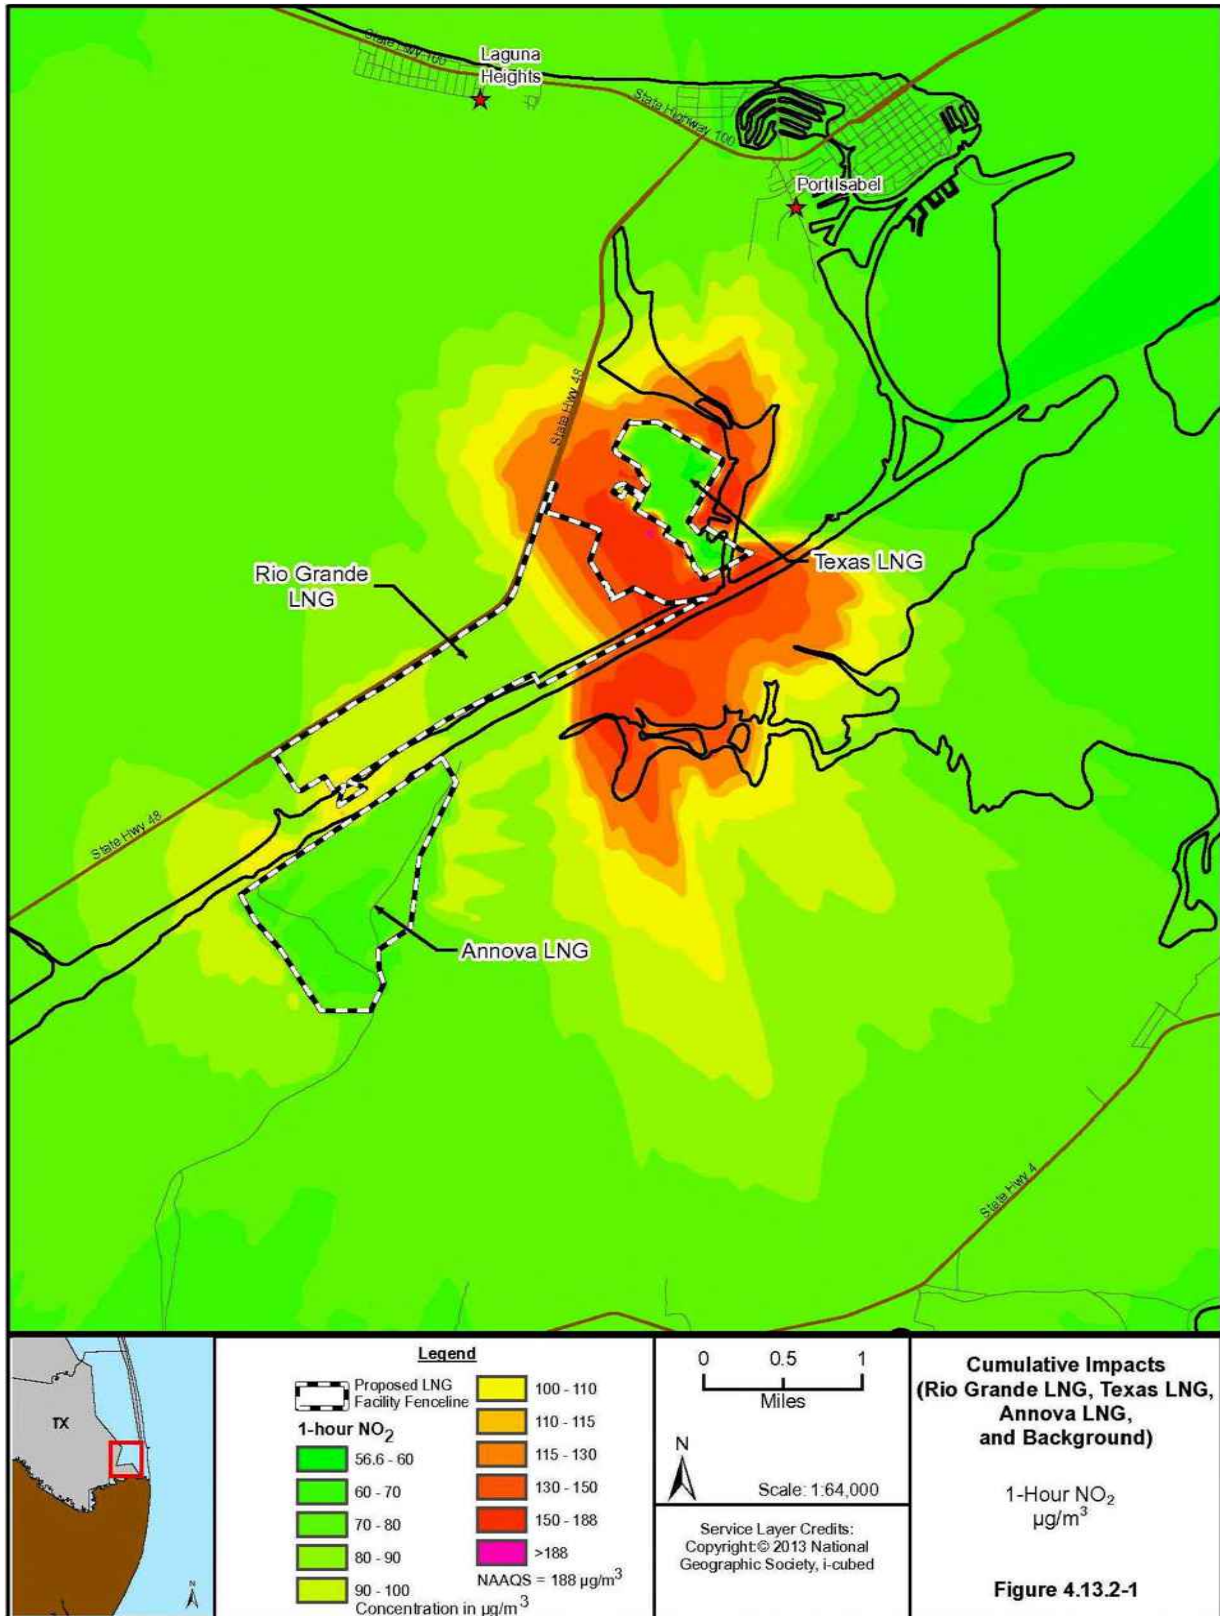 State Hwy 100
Laguna
Heights
State Highway 100
Port Isabel
State Hwy 48
Texas LNG
Rio Grande
LNG
State Hwy 48
Annova LNG
State Hwy 4
TX
N
Legend
Proposed LNG
Facility Fenceline
1-hour NO2
56.6 - 60
60 - 70
70 - 80
80 - 90
90 - 100
100 - 110
110 - 115
115 - 130
130 - 150
150 - 188
>188
NAAQS = 188 µg/m³
Concentration in µg/m³
0 0.5 1
Miles
N
Scale: 1:64,000
Service Layer Credits:
Copyright:© 2013 National
Geographic Society, i-cubed
Cumulative Impacts
(Rio Grande LNG, Texas LNG,
Annova LNG,
and Background)
1-Hour NO2
µg/m³
Figure 4.13.2-1